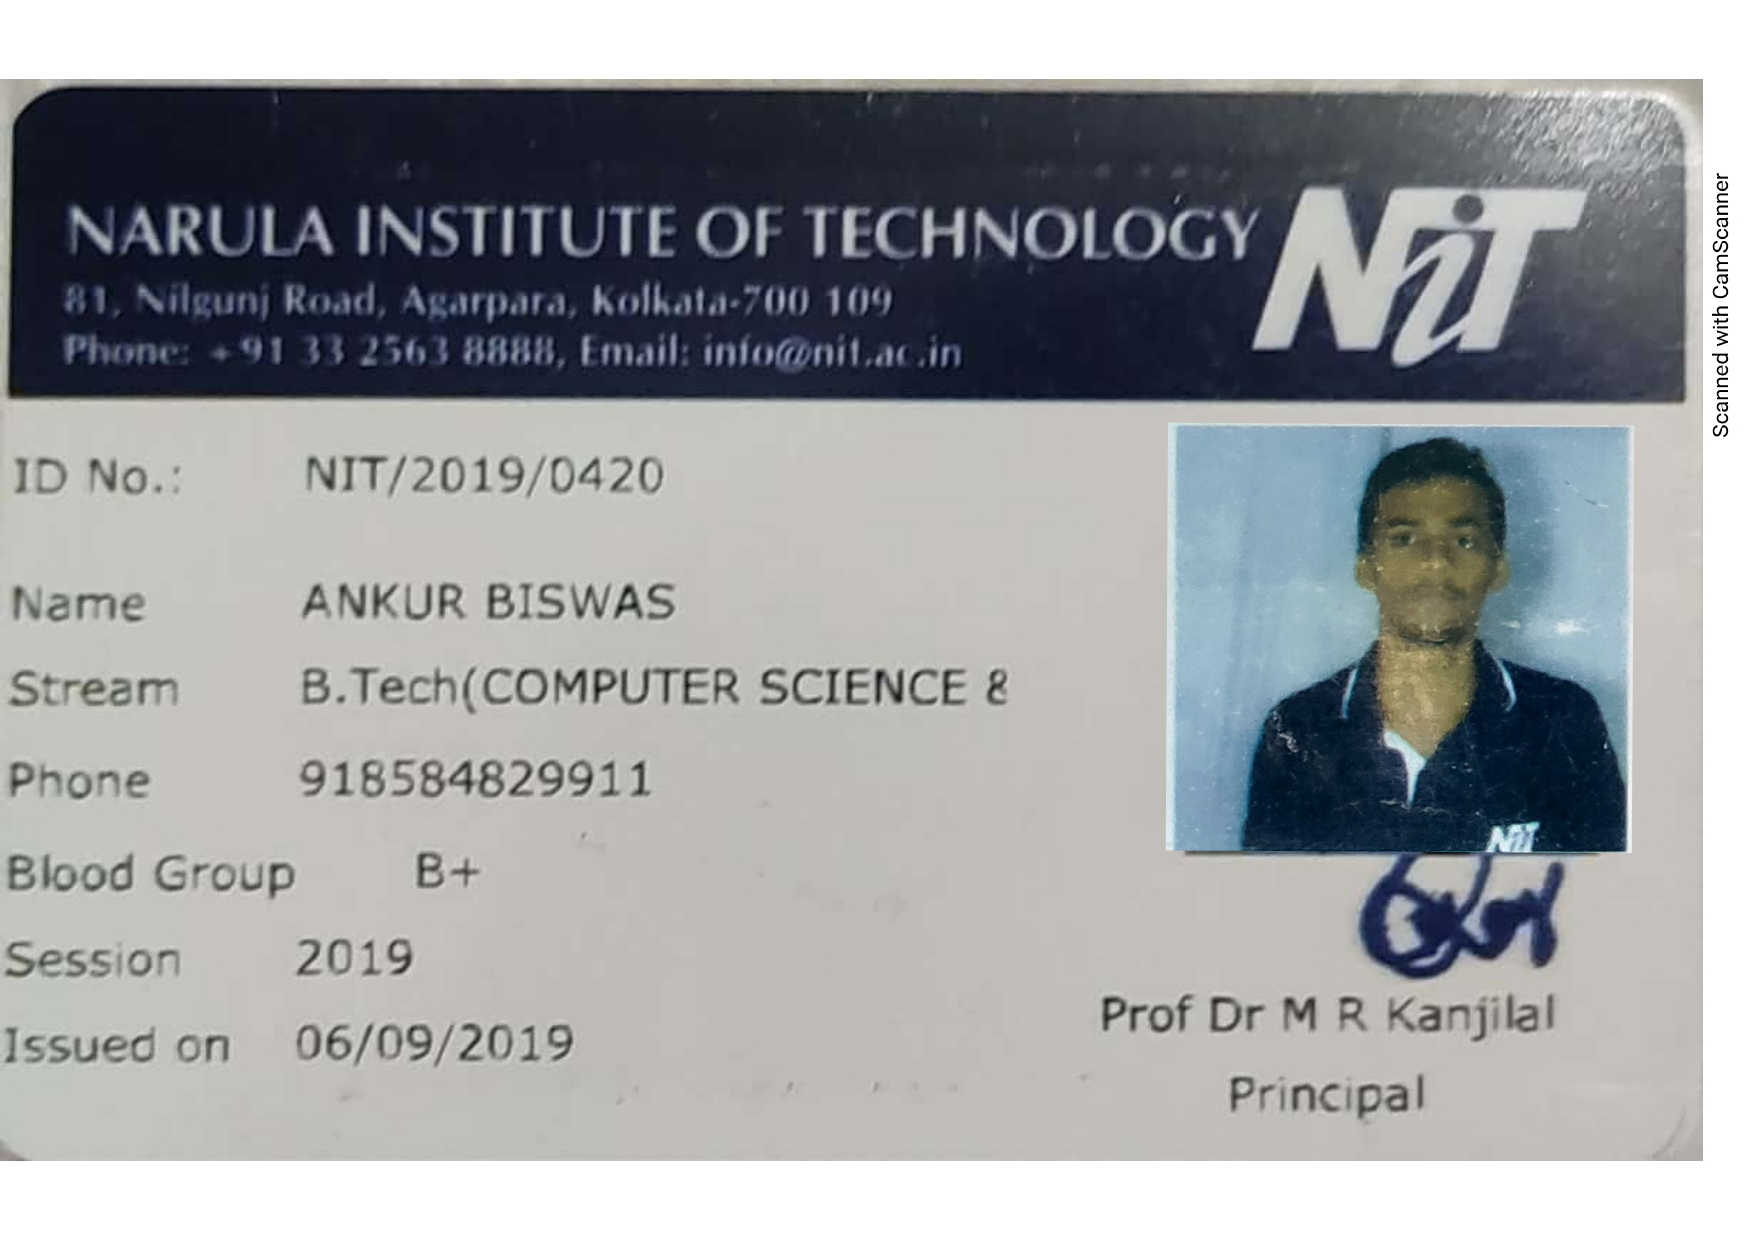 NARULA INSTITUTE OF TECHNOLOGY NiT
81, Nilgunj Road, Agarpara, Kolkata-700 109
Phone: +91 33 2563 8888, Email: info@nit.ac.in
ID No.: NIT/2019/0420
Name ANKUR BISWAS
Stream B.Tech(COMPUTER SCIENCE &
Phone 918584829911
Blood Group B+
Session 2019
Issued on 06/09/2019
NiT
Prof Dr M R Kanjilal
Principal
Scanned with CamScanner